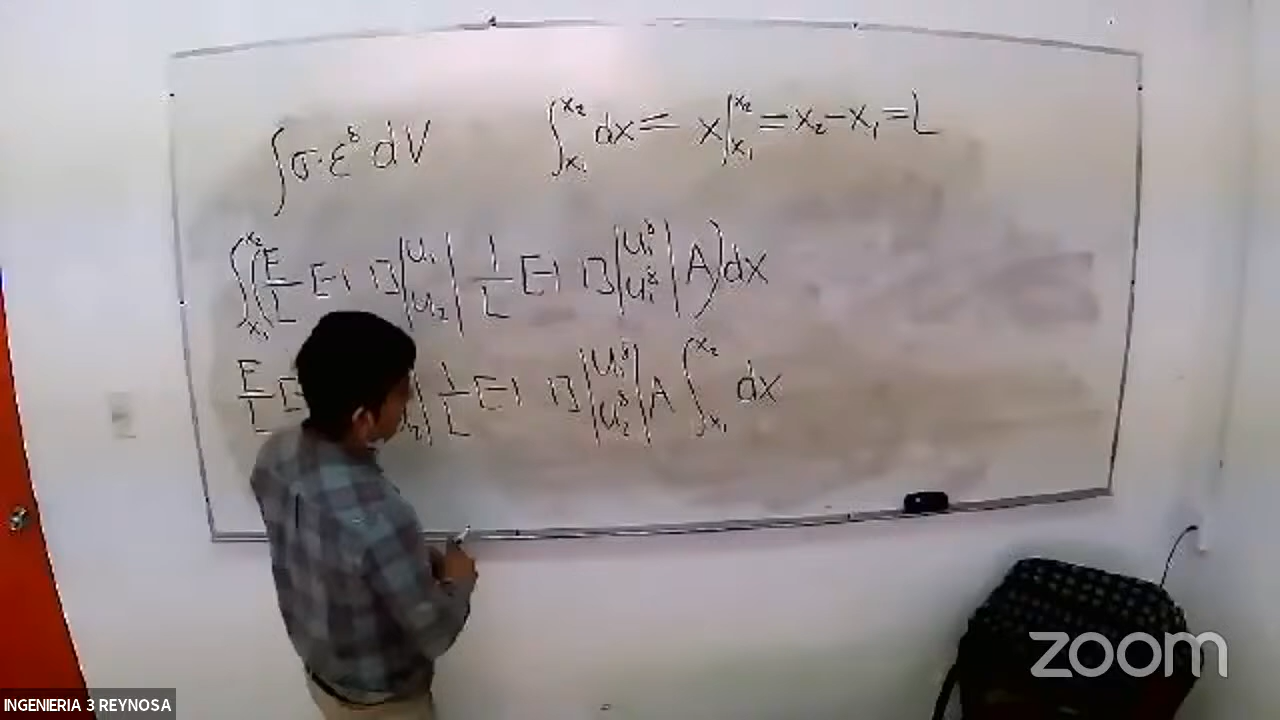 ∫σ·ε^δ dV
∫_{x₁}^{x₂} dx = x|_{x₁}^{x₂} = x₂-x₁ = L
∫_{x₁}^{x₂} (E/L [-1 1] |u₁ u₂| 1/L [-1 1] |u₁^δ u₁^δ| A) dx
E/L 1/L [-1 1] |u₁^δ u₂^δ| A ∫_{x₁}^{x₂} dx
zoom
INGENIERIA 3 REYNOSA